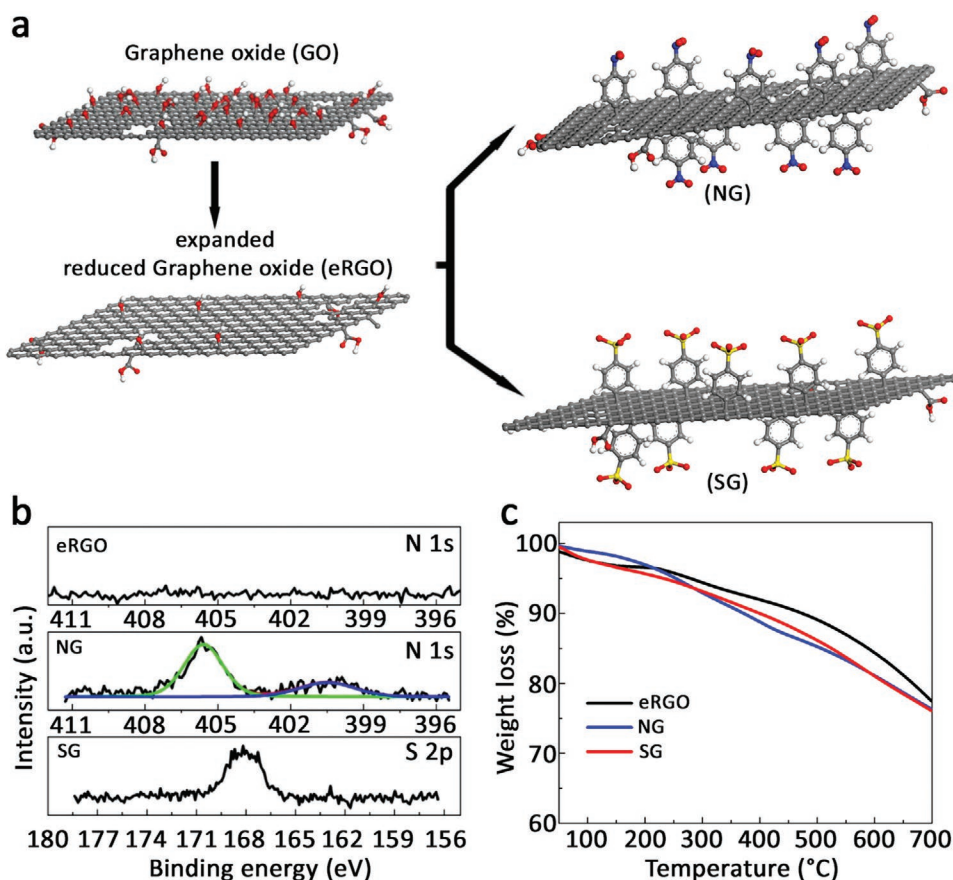 a
Graphene oxide (GO)
expanded
reduced Graphene oxide (eRGO)
(NG)
(SG)
b
eRGO
N 1s
411 408 405 402 399 396
NG
N 1s
411 408 405 402 399 396
SG
S 2p
180 177 174 171 168 165 162 159 156
Binding energy (eV)
Intensity (a.u.)
c
100
90
80
70
60
Weight loss (%)
eRGO
NG
SG
100 200 300 400 500 600 700
Temperature (°C)